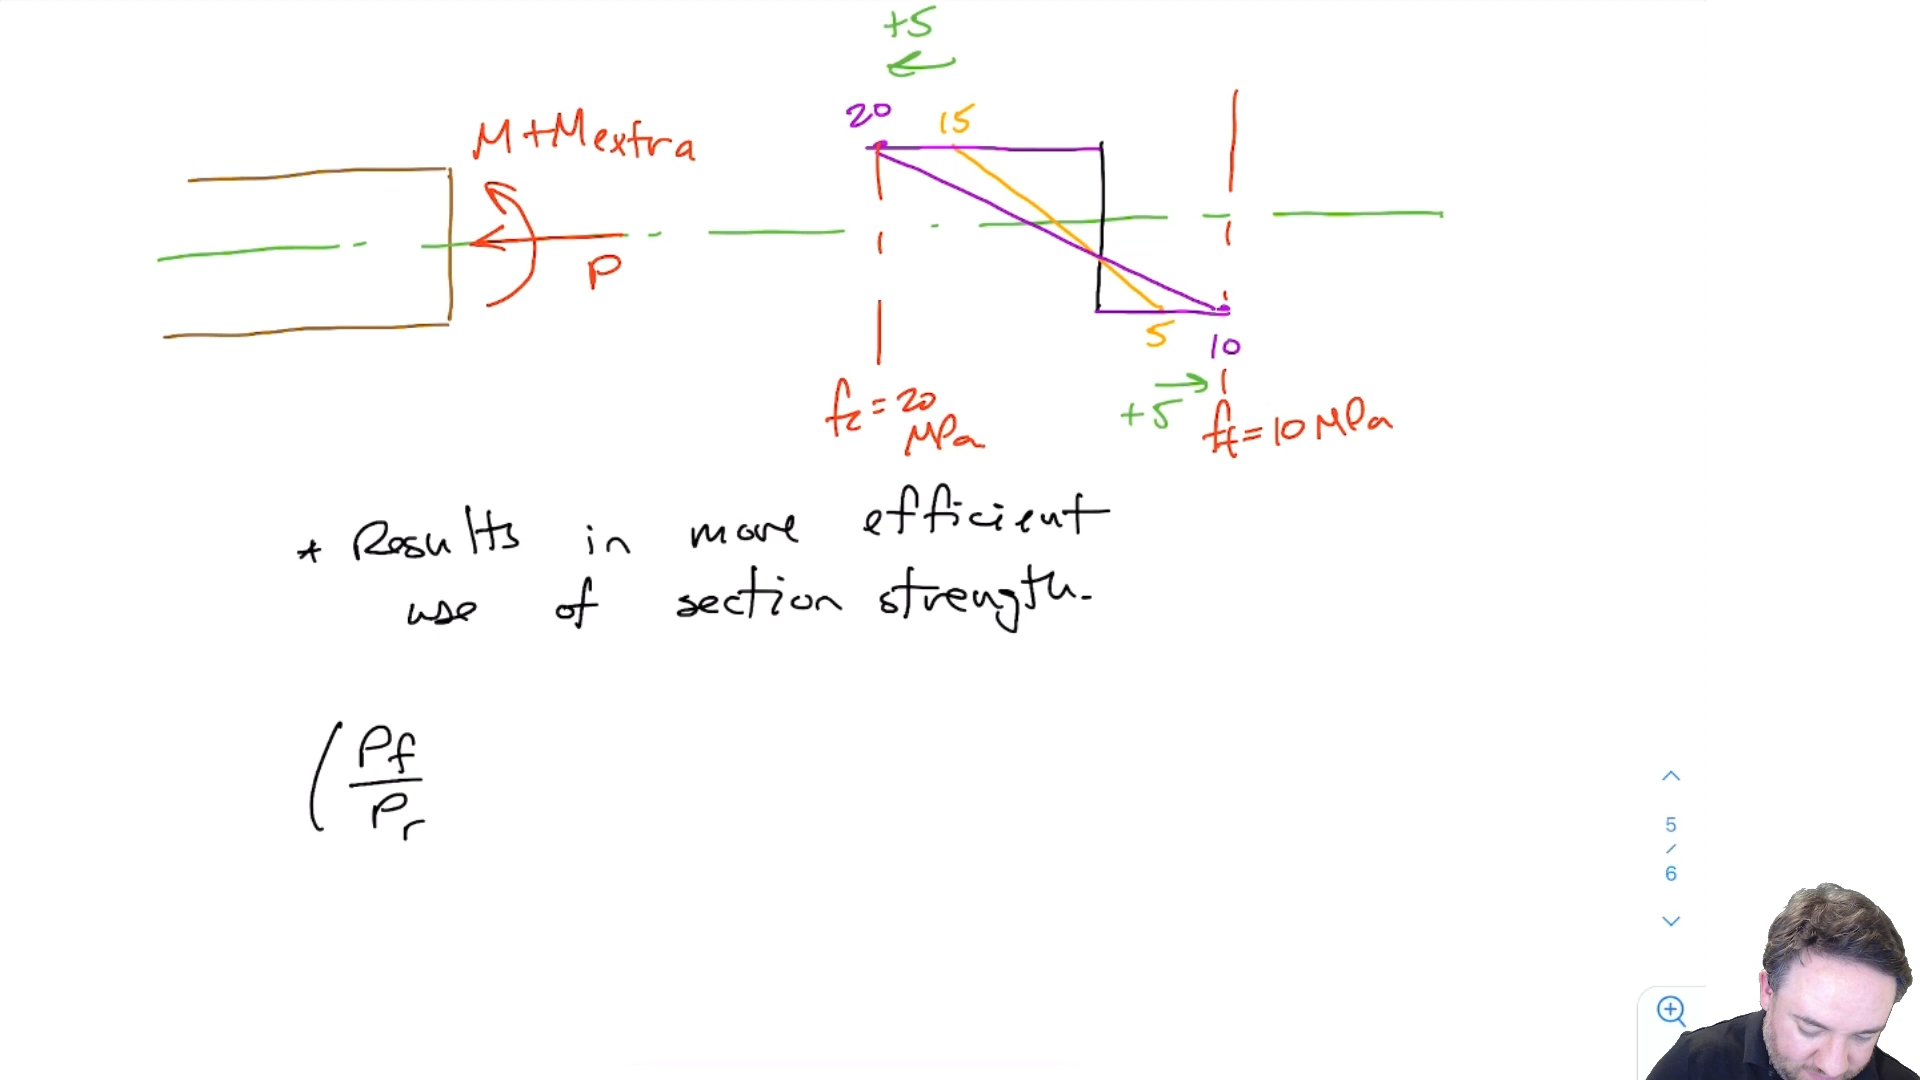 +5
20
15
M+Mextra
P
5
10
+5
fc = 20
MPa
ft = 10 MPa
* Results in more efficient
use of section strength.
(Pf
Pr
5
/
6